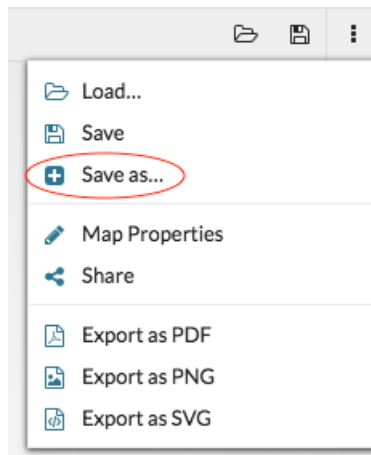 Load...
Save
Save as...
Map Properties
Share
Export as PDF
Export as PNG
Export as SVG